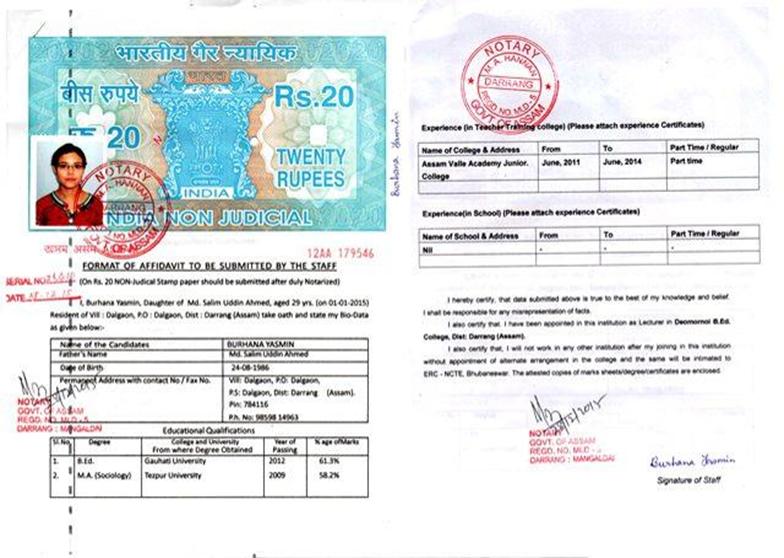 भारतीय गैर न्यायिक
भारत
बीस रुपये
Rs.20
रु. 20
TWENTY
RUPEES
INDIA
INDIA NON JUDICIAL
NOTARY
M. A. HANNAN
DARRANG
GOVT. OF ASSAM
অসম असम ASSAM
12AA 179546
Burhana Yasmin
FORMAT OF AFFIDAVIT TO BE SUBMITTED BY THE STAFF
SERIAL NO.
(On Rs. 20 NON-Judicial Stamp paper should be submitted after duly Notarized)
DATE
I, Burhana Yasmin, Daughter of Md. Salim Uddin Ahmed, aged 29 yrs. (on 01-01-2015)
Resident of Vill : Dalgaon, P.O : Dalgaon, Dist : Darrang (Assam) take oath and state my Bio-Data
as given below:-
Name of the Candidates BURHANA YASMIN
Father's Name Md. Salim Uddin Ahmed
Date of Birth 24-08-1986
Permanent Address with contact No / Fax No. Vill: Dalgaon, P.O: Dalgaon,
P.S: Dalgaon, Dist: Darrang (Assam).
Pin: 784116
P.h. No: 98598 14963
NOTARY
GOVT. OF ASSAM
REGD. NO. MLD - 5
DARRANG : MANGALDAI
Educational Qualifications
Sl.No. Degree College and University From where Degree Obtained Year of Passing % age of Marks
1. B.Ed. Gauhati University 2012 61.3%
2. M.A. (Sociology) Tezpur University 2009 58.2%
NOTARY
M. A. HANNAN
DARRANG
REGD. NO. MLD - 5
GOVT. OF ASSAM
Experience (in Teacher Training college) (Please attach experience Certificates)
Name of College & Address From To Part Time / Regular
Assam Valle Academy Junior. College June, 2011 June, 2014 Part time
Experience(in School) (Please attach experience Certificates)
Name of School & Address From To Part Time / Regular
Nil - - -
I hereby certify, that data submitted above is true to the best of my knowledge and belief.
I shall be responsible for any misrepresentation of facts.
I also certify that. I have been appointed in this institution as Lecturer in Deomornoi B.Ed.
College, Dist: Darrang (Assam).
I also certify that, I will not work in any other institution after my joining in this institution
without appointment of alternate arrangement in the college and the same will be intimated to
ERC - NCTE, Bhubaneswar. The attested copies of marks sheets/degree/certificates are enclosed.
NOTARY
GOVT. OF ASSAM
REGD. NO. MLD - 5
DARRANG : MANGALDAI
Burhana Yasmin
Signature of Staff